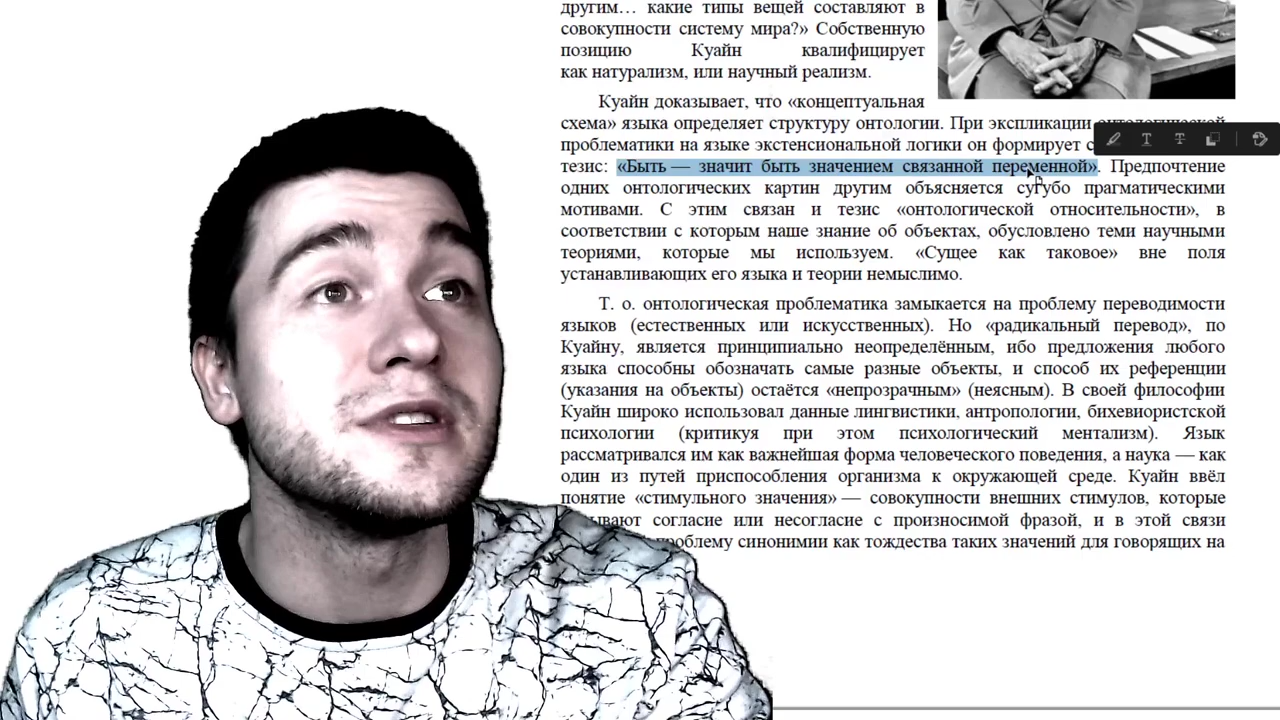 другим… какие типы вещей составляют в
совокупности систему мира?» Собственную
позицию Куайн квалифицирует
как натурализм, или научный реализм.
Куайн доказывает, что «концептуальная
схема» языка определяет структуру онтологии. При экспликации онтологической
проблематики на языке экстенсиональной логики он формирует
тезис: «Быть — значит быть значением связанной переменной». Предпочтение
одних онтологических картин другим объясняется сугубо прагматическими
мотивами. С этим связан и тезис «онтологической относительности», в
соответствии с которым наше знание об объектах, обусловлено теми научными
теориями, которые мы используем. «Сущее как таковое» вне поля
устанавливающих его языка и теории немыслимо.
Т. о. онтологическая проблематика замыкается на проблему переводимости
языков (естественных или искусственных). Но «радикальный перевод», по
Куайну, является принципиально неопределённым, ибо предложения любого
языка способны обозначать самые разные объекты, и способ их референции
(указания на объекты) остаётся «непрозрачным» (неясным). В своей философии
Куайн широко использовал данные лингвистики, антропологии, бихевиористской
психологии (критикуя при этом психологический ментализм). Язык
рассматривался им как важнейшая форма человеческого поведения, а наука — как
один из путей приспособления организма к окружающей среде. Куайн ввёл
понятие «стимульного значения» — совокупности внешних стимулов, которые
согласие или несогласие с произносимой фразой, и в этой связи
проблему синонимии как тождества таких значений для говорящих на